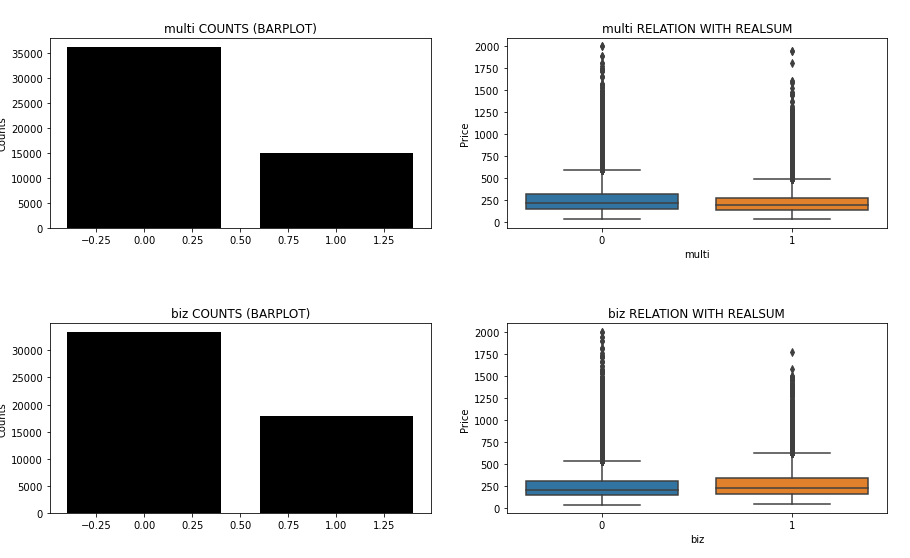 multi COUNTS (BARPLOT)
35000
30000
25000
20000
15000
10000
5000
0
Counts
−0.25 0.00 0.25 0.50 0.75 1.00 1.25
multi RELATION WITH REALSUM
2000
1750
1500
1250
1000
750
500
250
0
Price
0 1
multi
biz COUNTS (BARPLOT)
30000
25000
20000
15000
10000
5000
0
Counts
−0.25 0.00 0.25 0.50 0.75 1.00 1.25
biz RELATION WITH REALSUM
2000
1750
1500
1250
1000
750
500
250
0
Price
0 1
biz